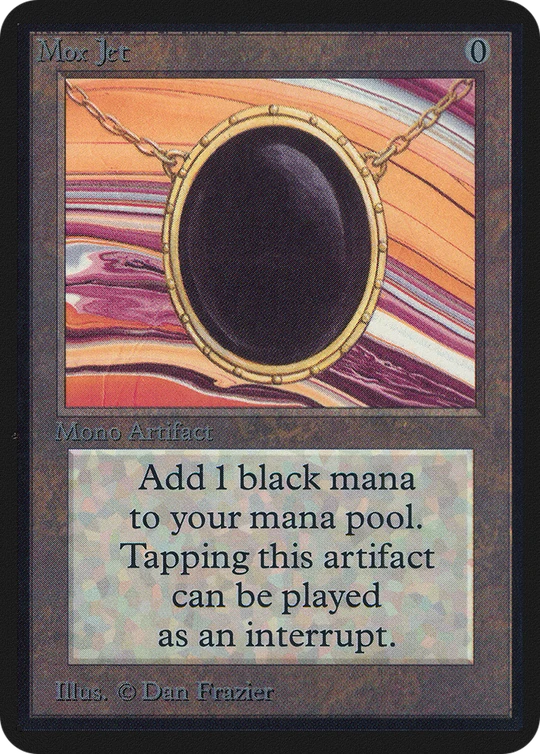 Mox Jet 0
Mono Artifact
Add 1 black mana
to your mana pool.
Tapping this artifact
can be played
as an interrupt.
Illus. © Dan Frazier